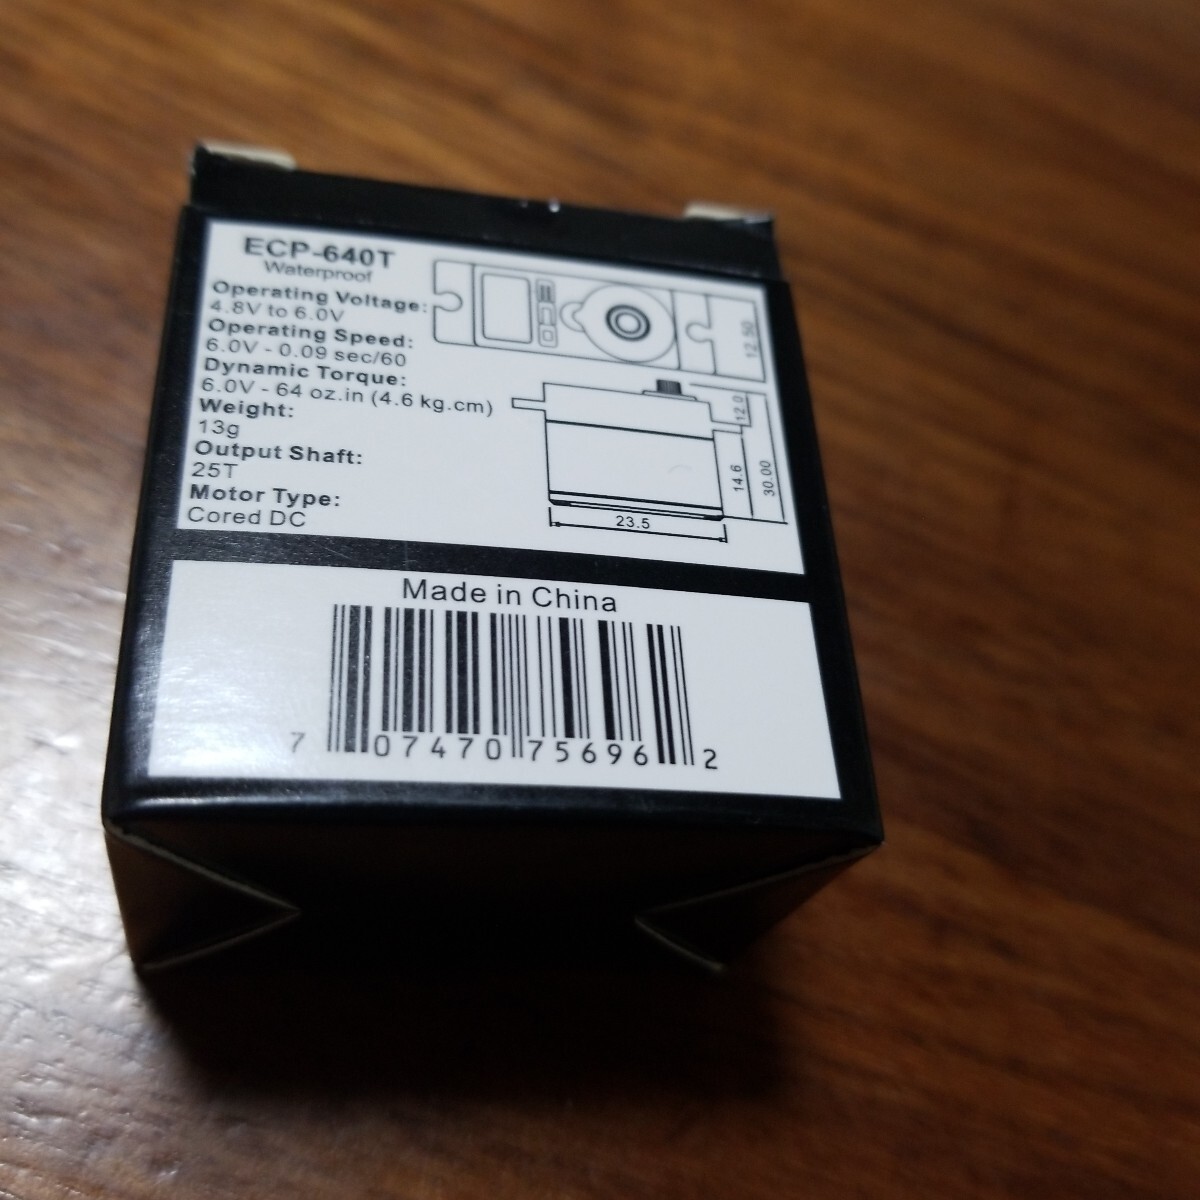 ECP-640T
Waterproof
Operating Voltage:
4.8V to 6.0V
Operating Speed:
6.0V - 0.09 sec/60
Dynamic Torque:
6.0V - 64 oz.in (4.6 kg.cm)
Weight:
13g
Output Shaft:
25T
Motor Type:
Cored DC
12.50
12.0
14.6
30.00
23.5
Made in China
7 07470 75696 2